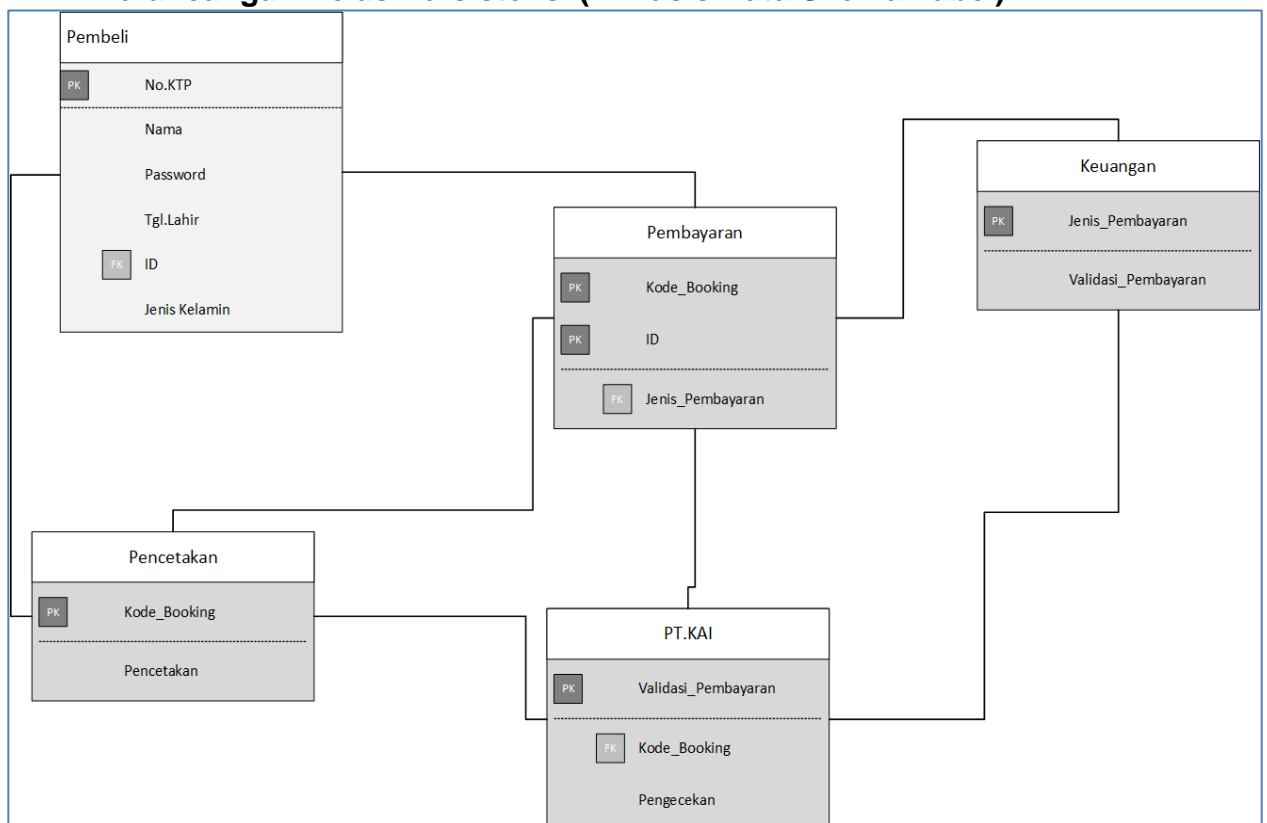 Pembeli
PK No.KTP
Nama
Password
Tgl.Lahir
FK ID
Jenis Kelamin
Keuangan
PK Jenis_Pembayaran
Validasi_Pembayaran
Pembayaran
PK Kode_Booking
PK ID
FK Jenis_Pembayaran
Pencetakan
PK Kode_Booking
Pencetakan
PT.KAI
PK Validasi_Pembayaran
FK Kode_Booking
Pengecekan